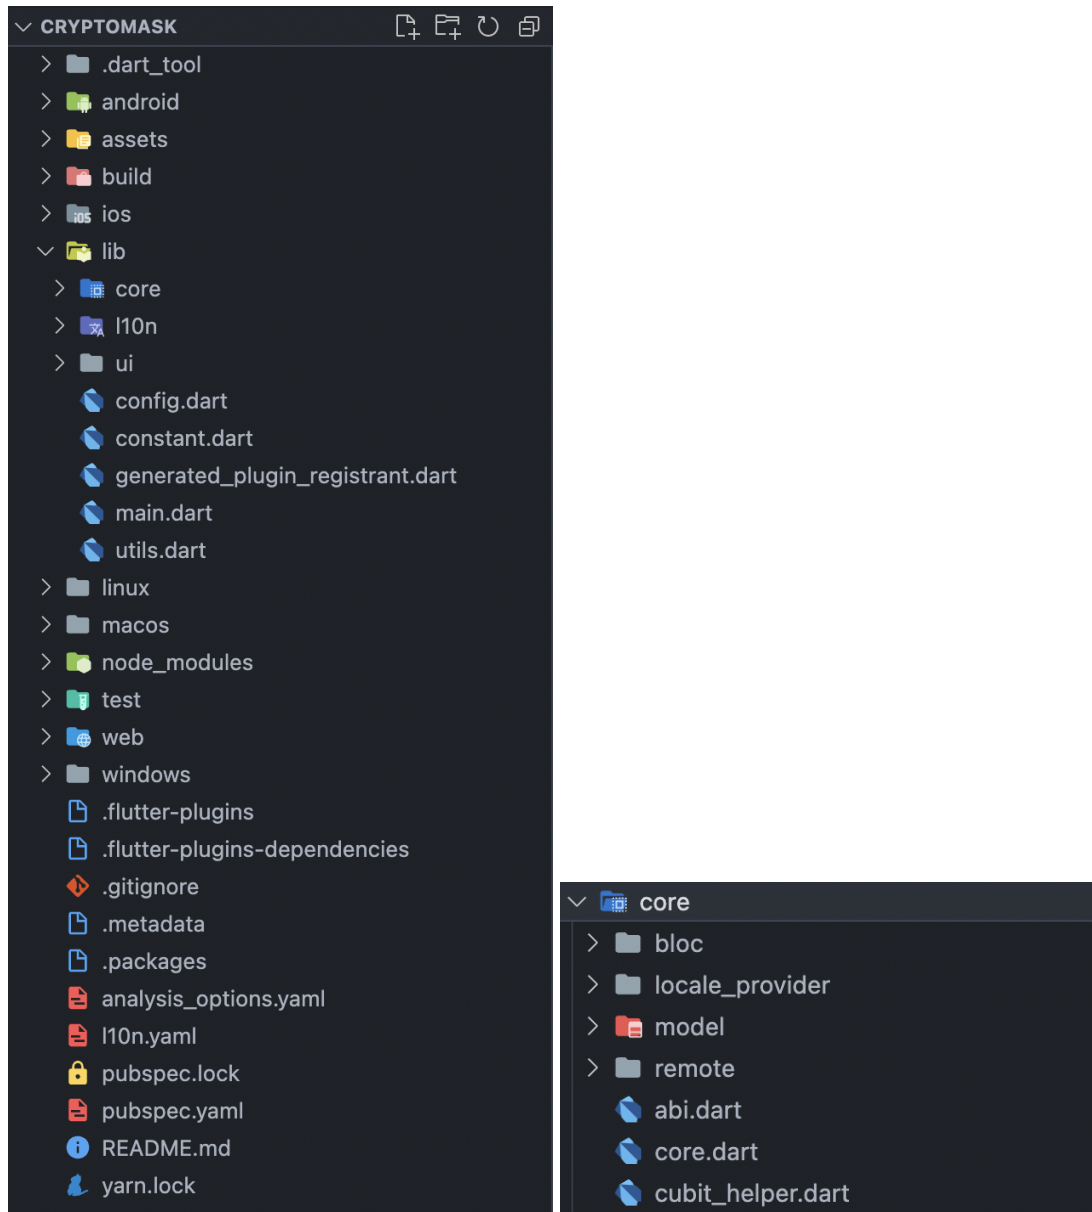 CRYPTOMASK
.dart_tool
android
assets
build
ios
lib
core
l10n
ui
config.dart
constant.dart
generated_plugin_registrant.dart
main.dart
utils.dart
linux
macos
node_modules
test
web
windows
.flutter-plugins
.flutter-plugins-dependencies
.gitignore
.metadata
.packages
analysis_options.yaml
l10n.yaml
pubspec.lock
pubspec.yaml
README.md
yarn.lock
core
bloc
locale_provider
model
remote
abi.dart
core.dart
cubit_helper.dart